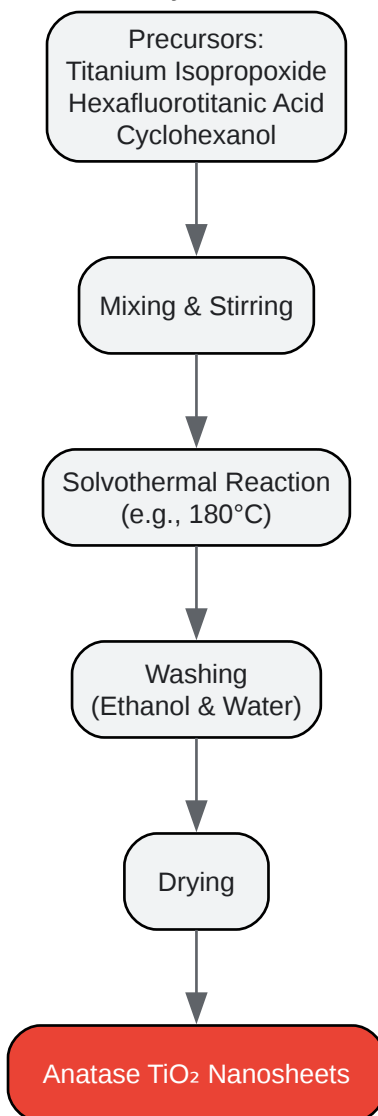 Precursors:
Titanium Isopropoxide
Hexafluorotitanic Acid
Cyclohexanol
Mixing & Stirring
Solvothermal Reaction
(e.g., 180°C)
Washing
(Ethanol & Water)
Drying
Anatase TiO₂ Nanosheets